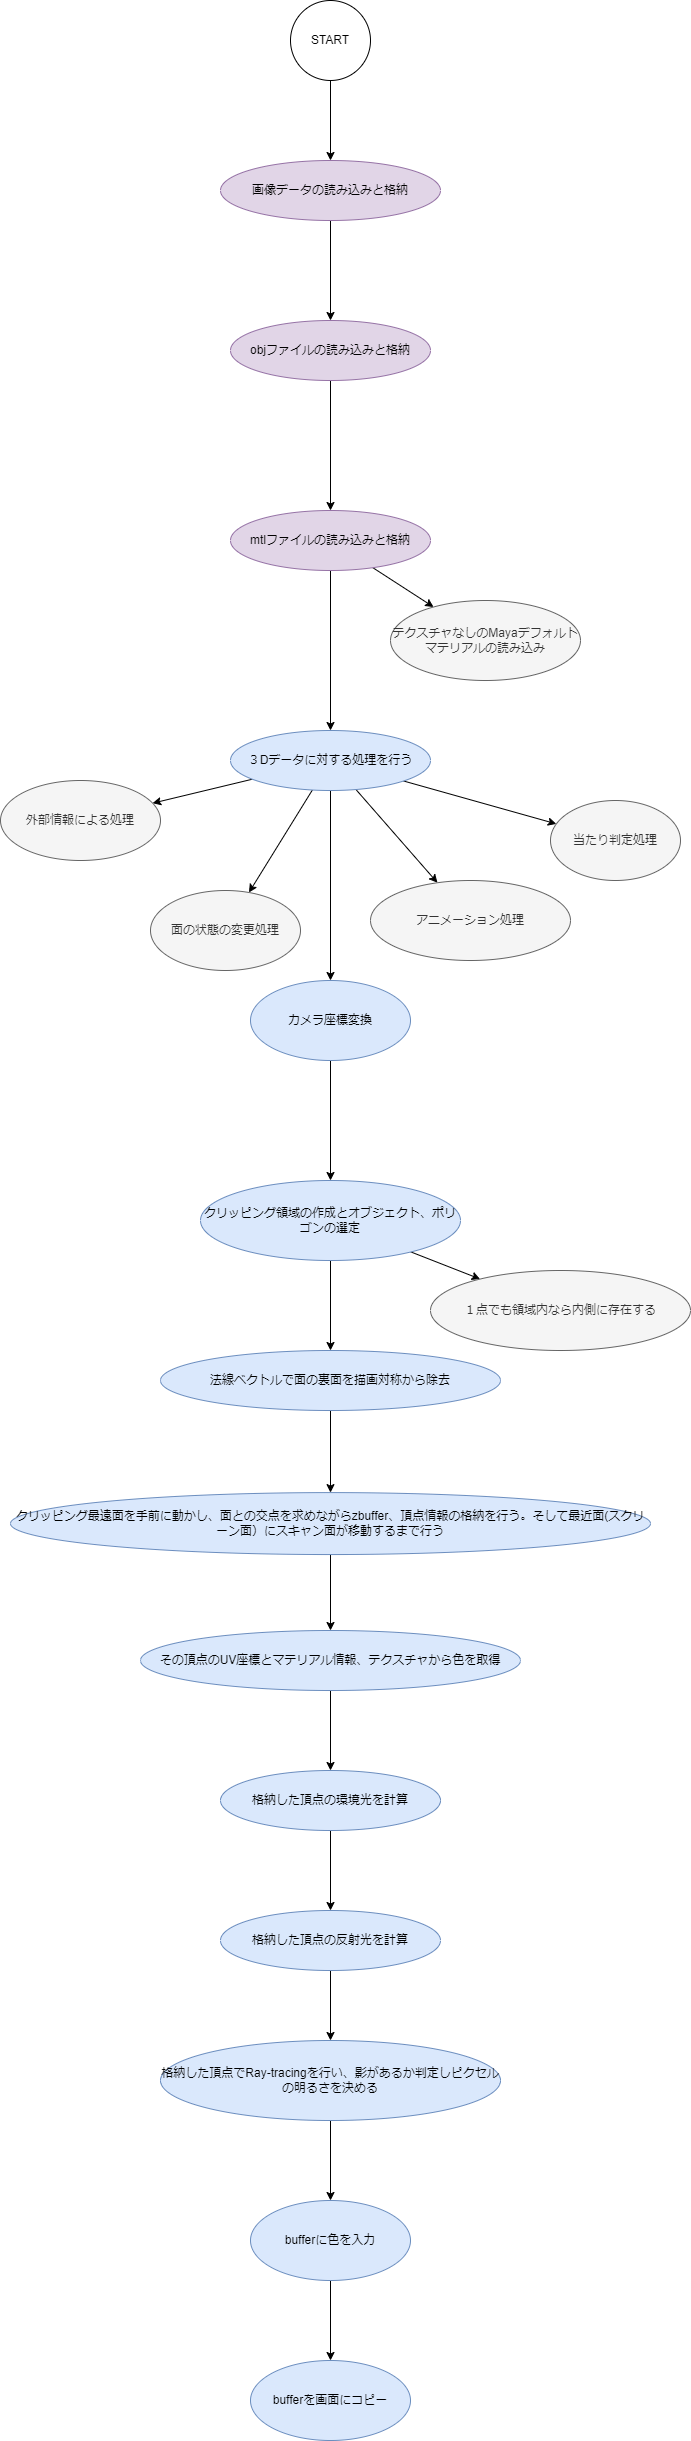 START
画像データの読み込みと格納
objファイルの読み込みと格納
mtlファイルの読み込みと格納
テクスチャなしのMayaデフォルト
マテリアルの読み込み
３Dデータに対する処理を行う
外部情報による処理
当たり判定処理
面の状態の変更処理
アニメーション処理
カメラ座標変換
クリッピング領域の作成とオブジェクト、ポリ
ゴンの選定
１点でも領域内なら内側に存在する
法線ベクトルで面の裏面を描画対称から除去
クリッピング最遠面を手前に動かし、面との交点を求めながらzbuffer、頂点情報の格納を行う。そして最近面(スクリ
ーン面）にスキャン面が移動するまで行う
その頂点のUV座標とマテリアル情報、テクスチャから色を取得
格納した頂点の環境光を計算
格納した頂点の反射光を計算
格納した頂点でRay-tracingを行い、影があるか判定しピクセル
の明るさを決める
bufferに色を入力
bufferを画面にコピー